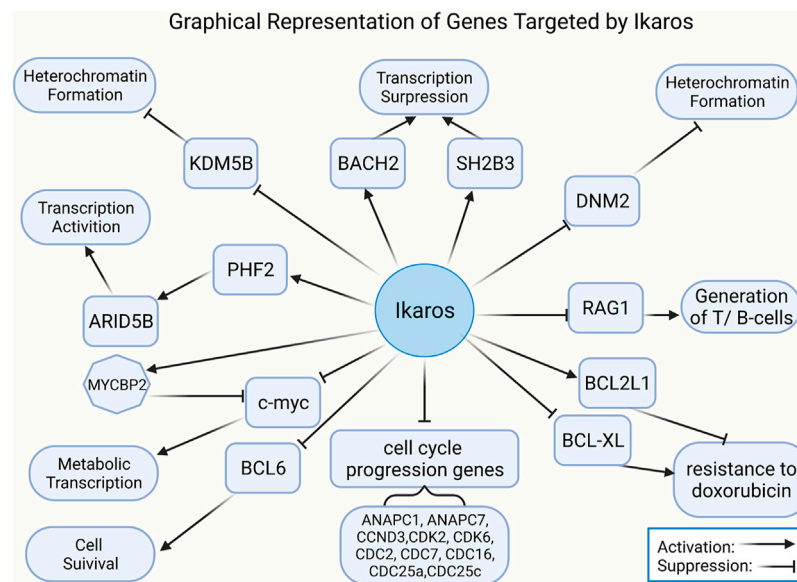 Graphical Representation of Genes Targeted by Ikaros
Heterochromatin
Formation
Transcription
Surpression
Heterochromatin
Formation
KDM5B
BACH2
SH2B3
DNM2
Transcription
Activition
PHF2
ARID5B
Ikaros
RAG1
Generation
of T/ B-cells
MYCBP2
c-myc
BCL2L1
BCL-XL
Metabolic
Transcription
BCL6
cell cycle
progression genes
resistance to
doxorubicin
Cell
Suivival
ANAPC1, ANAPC7,
CCND3,CDK2, CDK6,
CDC2, CDC7, CDC16,
CDC25a,CDC25c
Activation:
Suppression: